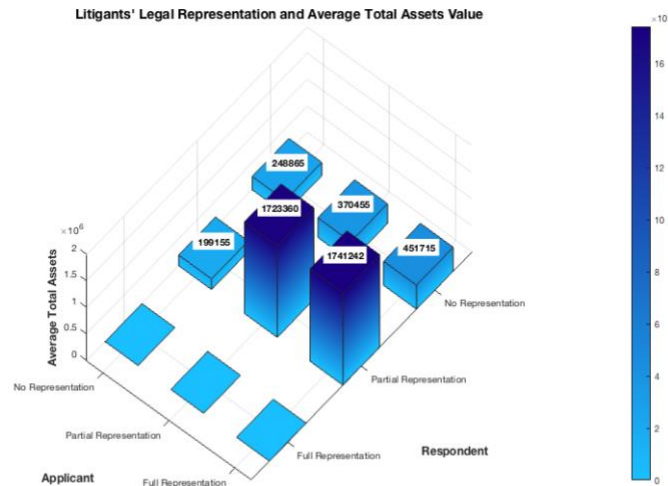 Litigants' Legal Representation and Average Total Assets Value
×10
16
14
12
10
8
6
4
2
0
×10⁶
2
1.5
1
0.5
0
Average Total Assets
248865
370455
451715
1723360
199155
1741242
No Representation
Partial Representation
Full Representation
Respondent
No Representation
Partial Representation
Full Representation
Applicant